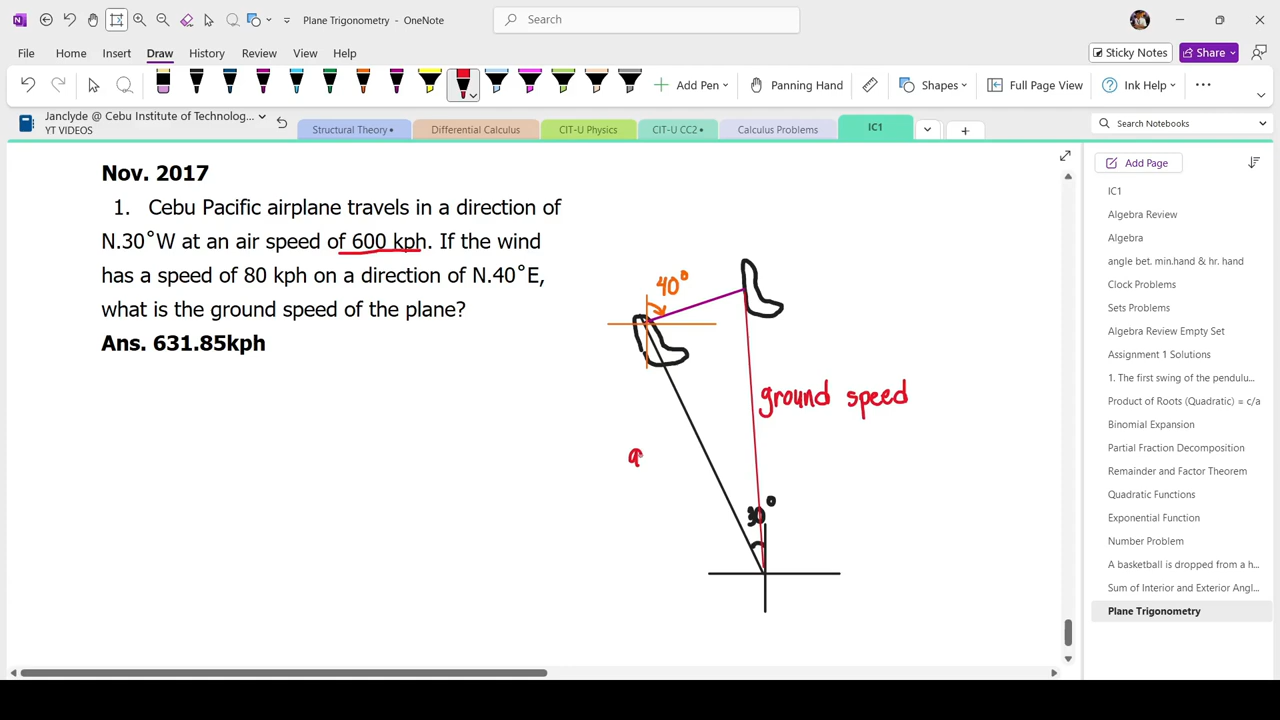 Plane Trigonometry - OneNote
Search
File Home Insert Draw History Review View Help
Sticky Notes
Share
Add Pen
Panning Hand
Shapes
Full Page View
Ink Help
Janclyde @ Cebu Institute of Technolog...
YT VIDEOS
Structural Theory
Differential Calculus
CIT-U Physics
CIT-U CC2
Calculus Problems
IC1
Search Notebooks
Add Page
Nov. 2017
1. Cebu Pacific airplane travels in a direction of
N.30°W at an air speed of 600 kph. If the wind
has a speed of 80 kph on a direction of N.40°E,
what is the ground speed of the plane?
Ans. 631.85kph
40°
ground speed
a
30°
IC1
Algebra Review
Algebra
angle bet. min.hand & hr. hand
Clock Problems
Sets Problems
Algebra Review Empty Set
Assignment 1 Solutions
1. The first swing of the pendulu...
Product of Roots (Quadratic) = c/a
Binomial Expansion
Partial Fraction Decomposition
Remainder and Factor Theorem
Quadratic Functions
Exponential Function
Number Problem
A basketball is dropped from a h...
Sum of Interior and Exterior Angl...
Plane Trigonometry